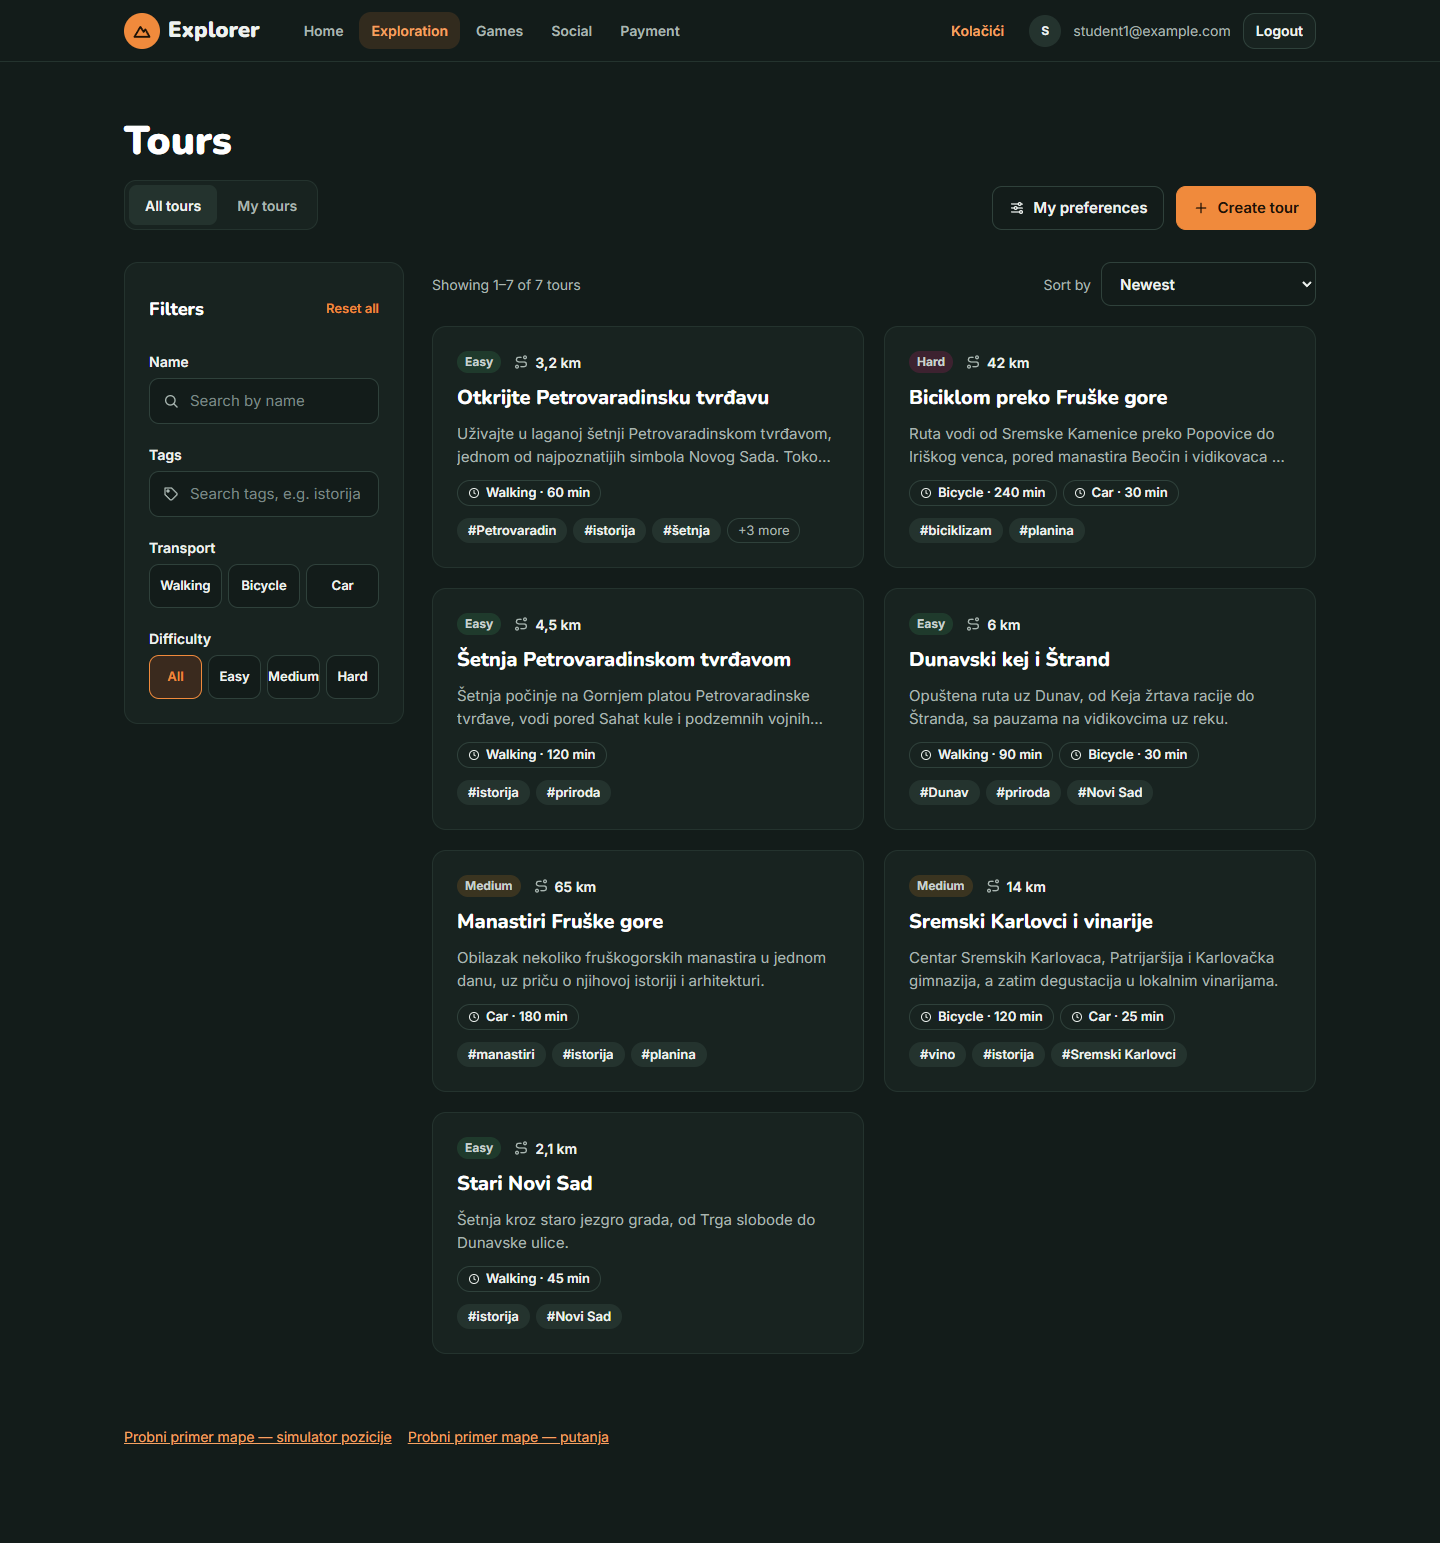 Explorer
Home
Exploration
Games
Social
Payment
Kolačići
S
student1@example.com
Logout
Tours
All tours
My tours
My preferences
+ Create tour
Filters
Reset all
Name
Search by name
Tags
Search tags, e.g. istorija
Transport
Walking
Bicycle
Car
Difficulty
All
Easy
Medium
Hard
Showing 1–7 of 7 tours
Sort by
Newest
Easy
3,2 km
Otkrijte Petrovaradinsku tvrđavu
Uživajte u laganoj šetnji Petrovaradinskom tvrđavom,
jednom od najpoznatijih simbola Novog Sada. Toko...
Walking · 60 min
#Petrovaradin
#istorija
#šetnja
+3 more
Hard
42 km
Biciklom preko Fruške gore
Ruta vodi od Sremske Kamenice preko Popovice do
Iriškog venca, pored manastira Beočin i vidikovaca ...
Bicycle · 240 min
Car · 30 min
#biciklizam
#planina
Easy
4,5 km
Šetnja Petrovaradinskom tvrđavom
Šetnja počinje na Gornjem platou Petrovaradinske
tvrđave, vodi pored Sahat kule i podzemnih vojnih...
Walking · 120 min
#istorija
#priroda
Easy
6 km
Dunavski kej i Štrand
Opuštena ruta uz Dunav, od Keja žrtava racije do
Štranda, sa pauzama na vidikovcima uz reku.
Walking · 90 min
Bicycle · 30 min
#Dunav
#priroda
#Novi Sad
Medium
65 km
Manastiri Fruške gore
Obilazak nekoliko fruškogorskih manastira u jednom
danu, uz priču o njihovoj istoriji i arhitekturi.
Car · 180 min
#manastiri
#istorija
#planina
Medium
14 km
Sremski Karlovci i vinarije
Centar Sremskih Karlovaca, Patrijaršija i Karlovačka
gimnazija, a zatim degustacija u lokalnim vinarijama.
Bicycle · 120 min
Car · 25 min
#vino
#istorija
#Sremski Karlovci
Easy
2,1 km
Stari Novi Sad
Šetnja kroz staro jezgro grada, od Trga slobode do
Dunavske ulice.
Walking · 45 min
#istorija
#Novi Sad
Probni primer mape — simulator pozicije
Probni primer mape — putanja